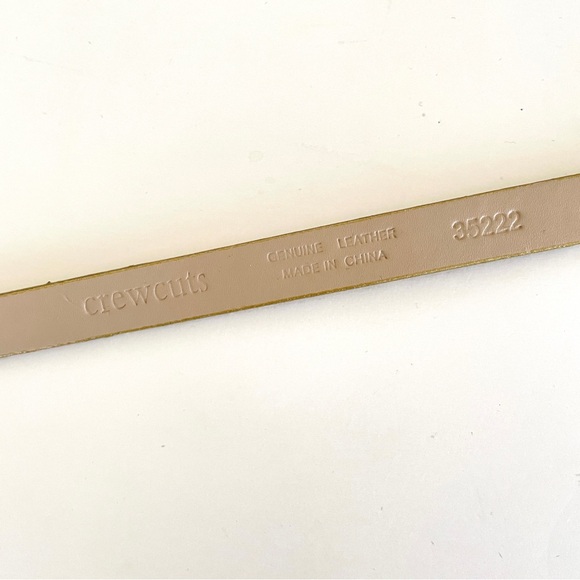 crewcuts
GENUINE LEATHER
MADE IN CHINA
35222